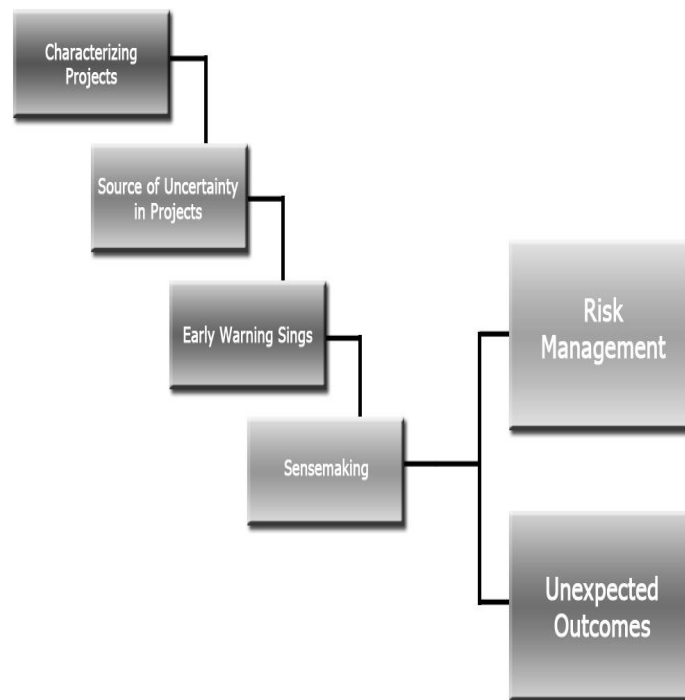 Characterizing
Projects
Source of Uncertainty
in Projects
Early Warning Sings
Sensemaking
Risk
Management
Unexpected
Outcomes